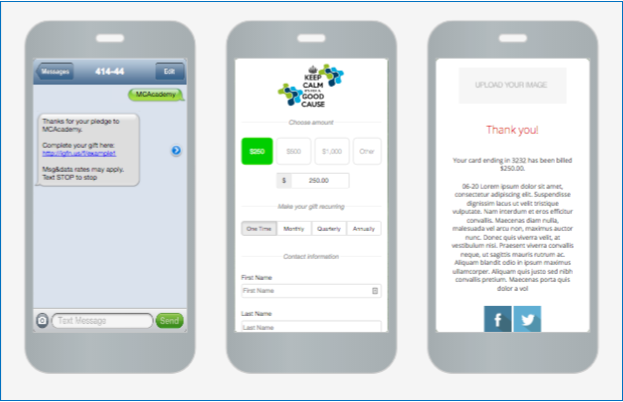 Messages
414-44
Edit
MCAcademy
Thanks for your pledge to
MCAcademy.
Complete your gift here:
Msg&data rates may apply.
Text STOP to stop
Text Message
Send
KEEP
CALM
GOOD
CAUSE
Choose amount
$250
$500
$1,000
Other
$ 250.00
Make your gift recurring
One Time
Monthly
Quarterly
Annually
Contact information
First Name
First Name
Last Name
Last Name
UPLOAD YOUR IMAGE
Thank you!
Your card ending in 3232 has been billed
$250.00.
06-20 Lorem ipsum dolor sit amet,
consectetur adipiscing elit. Suspendisse
dignissim lacus ut velit tristique
vulputate. Nam interdum et eros efficitur
convallis. Maecenas diam nulla,
malesuada vel arcu non, maximus auctor
nunc. Donec quis viverra velit, at
vestibulum nisi. Praesent viverra convallis
neque, ut sagittis mauris rutrum ac.
Aliquam blandit odio in ipsum maximus
ullamcorper. Aliquam quis justo sed nibh
convallis pretium. Maecenas porta quis
dolor a vol
f